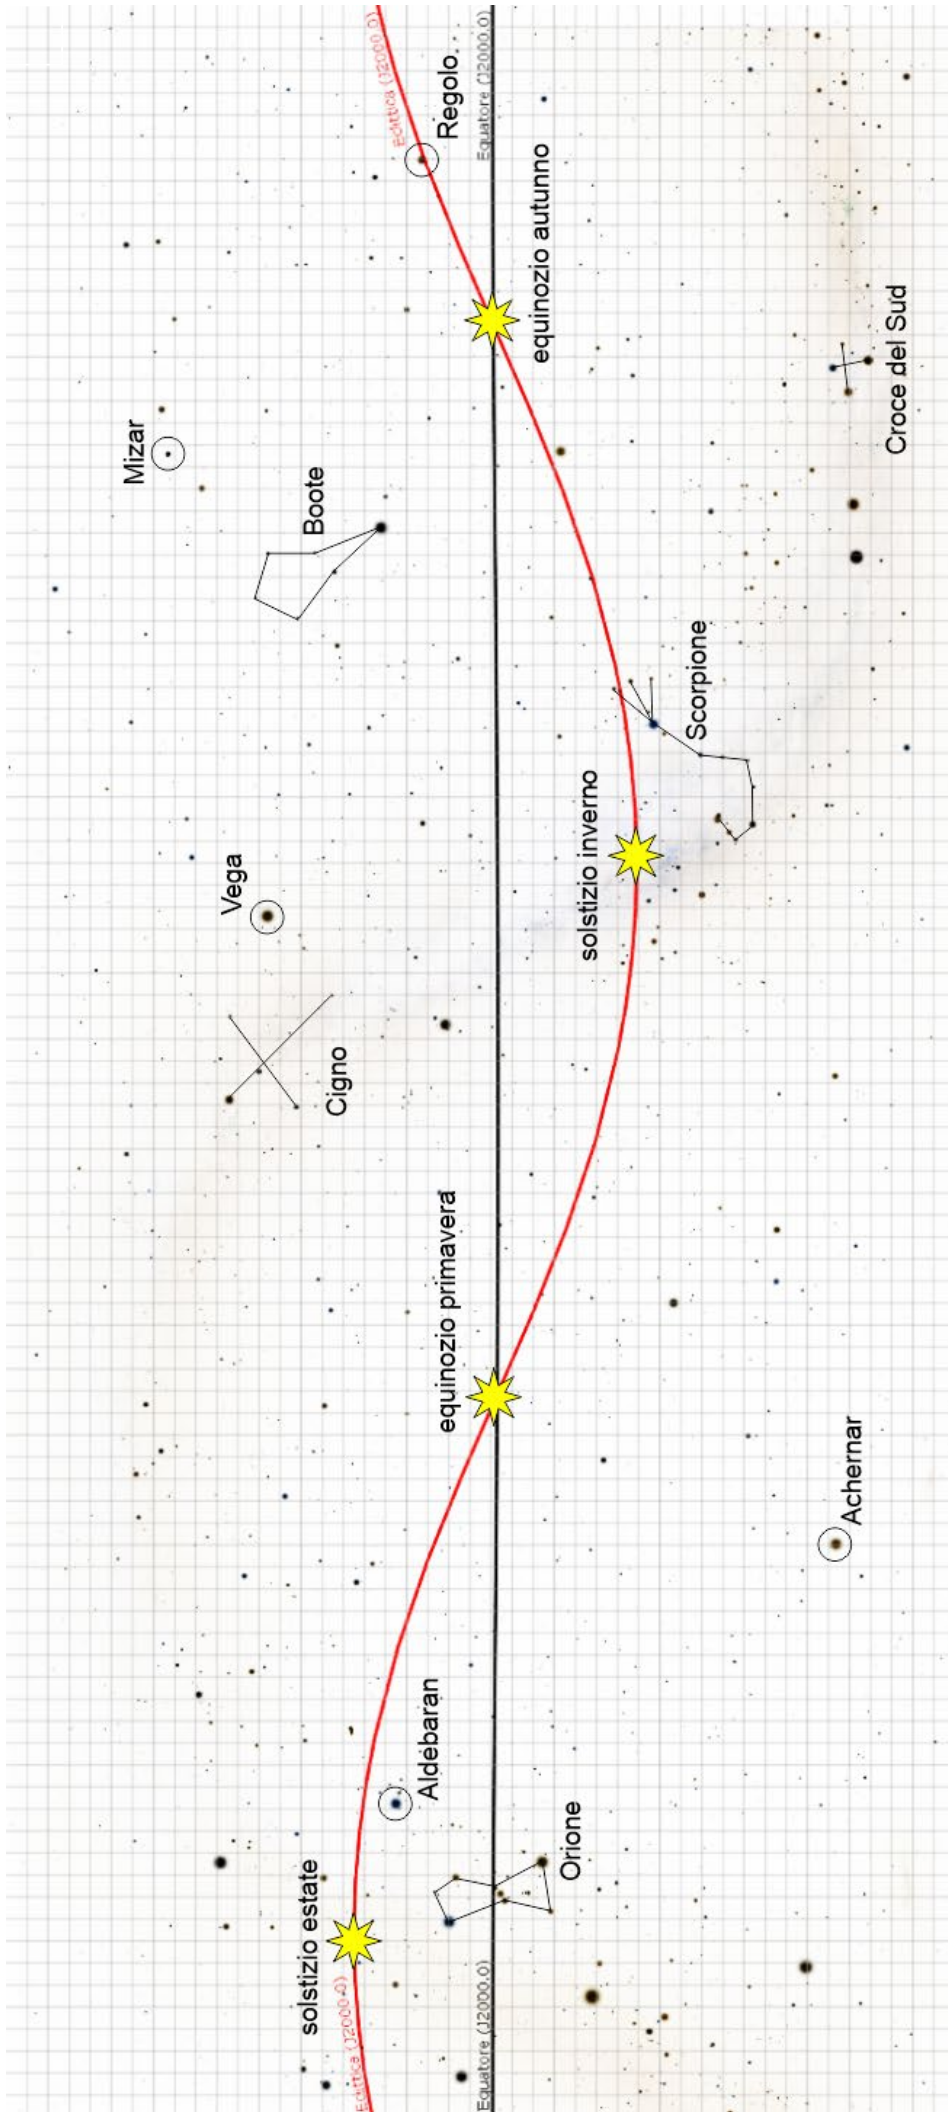 Mizar
Vega
solstizio estate
Boote
Cigno
Eclittica (J2000.0)
Eclittica (J2000.0)
Aldebaran
equinozio primavera
Regolo
Equatore (J2000.0)
Equatore (J2000.0)
equinozio autunno
Orione
solstizio inverno
Scorpione
Achernar
Croce del Sud